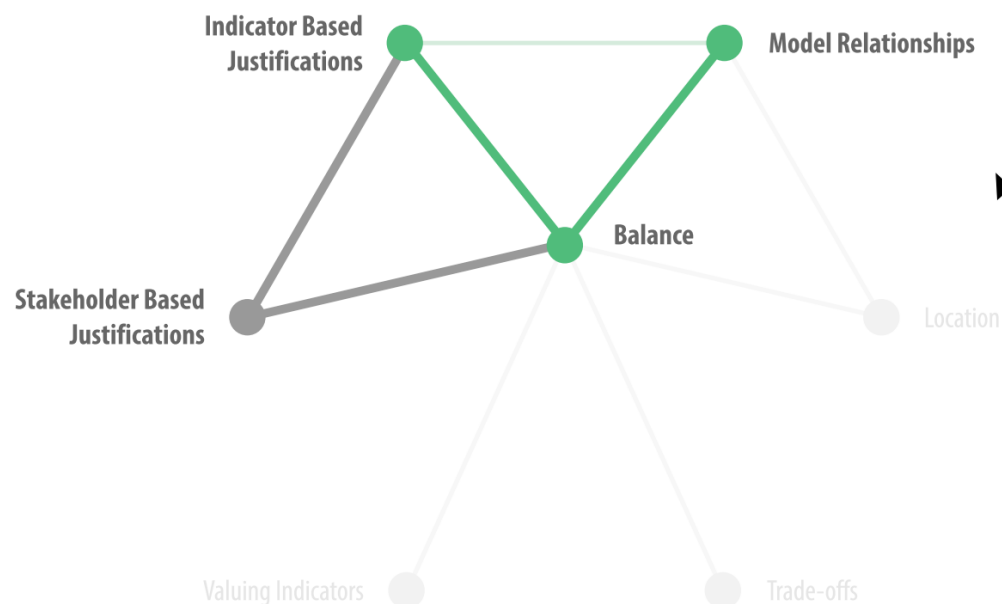 Indicator Based
Justifications
Model Relationships
Balance
Stakeholder Based
Justifications
Location
Valuing Indicators
Trade-offs